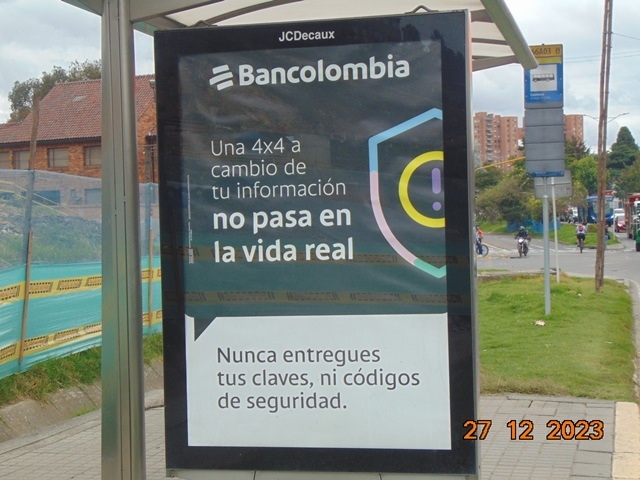 JCDecaux
Bancolombia
Una 4x4 a
cambio de
tu información
no pasa en
la vida real
Nunca entregues
tus claves, ni códigos
de seguridad.
27 12 2023